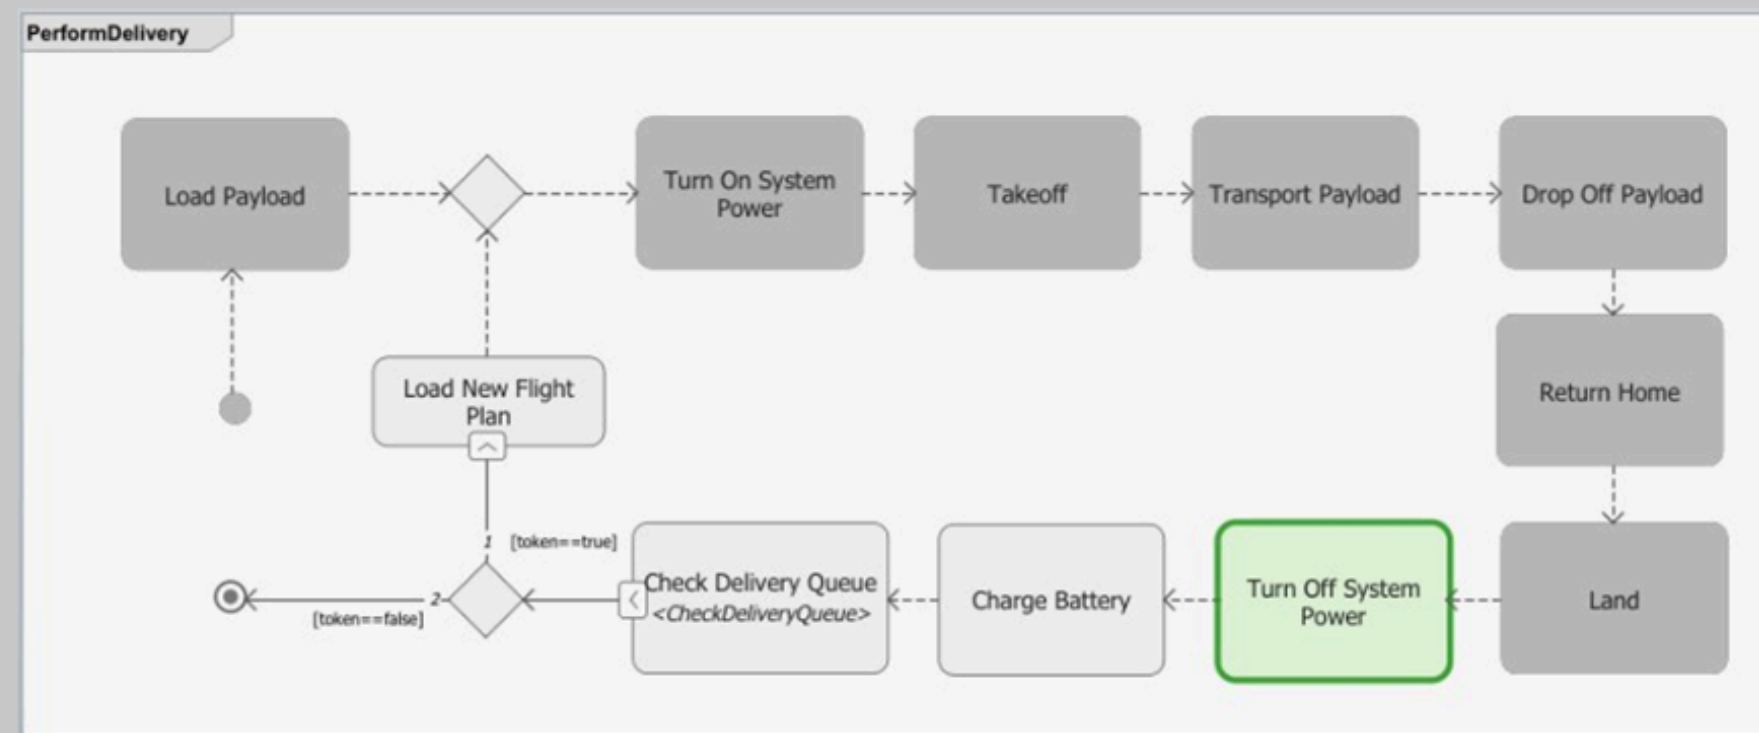 PerformDelivery
Load Payload
Turn On System
Power
Takeoff
Transport Payload
Drop Off Payload
Load New Flight
Plan
Return Home
1
[token==true]
2
[token==false]
Check Delivery Queue
<CheckDeliveryQueue>
Charge Battery
Turn Off System
Power
Land